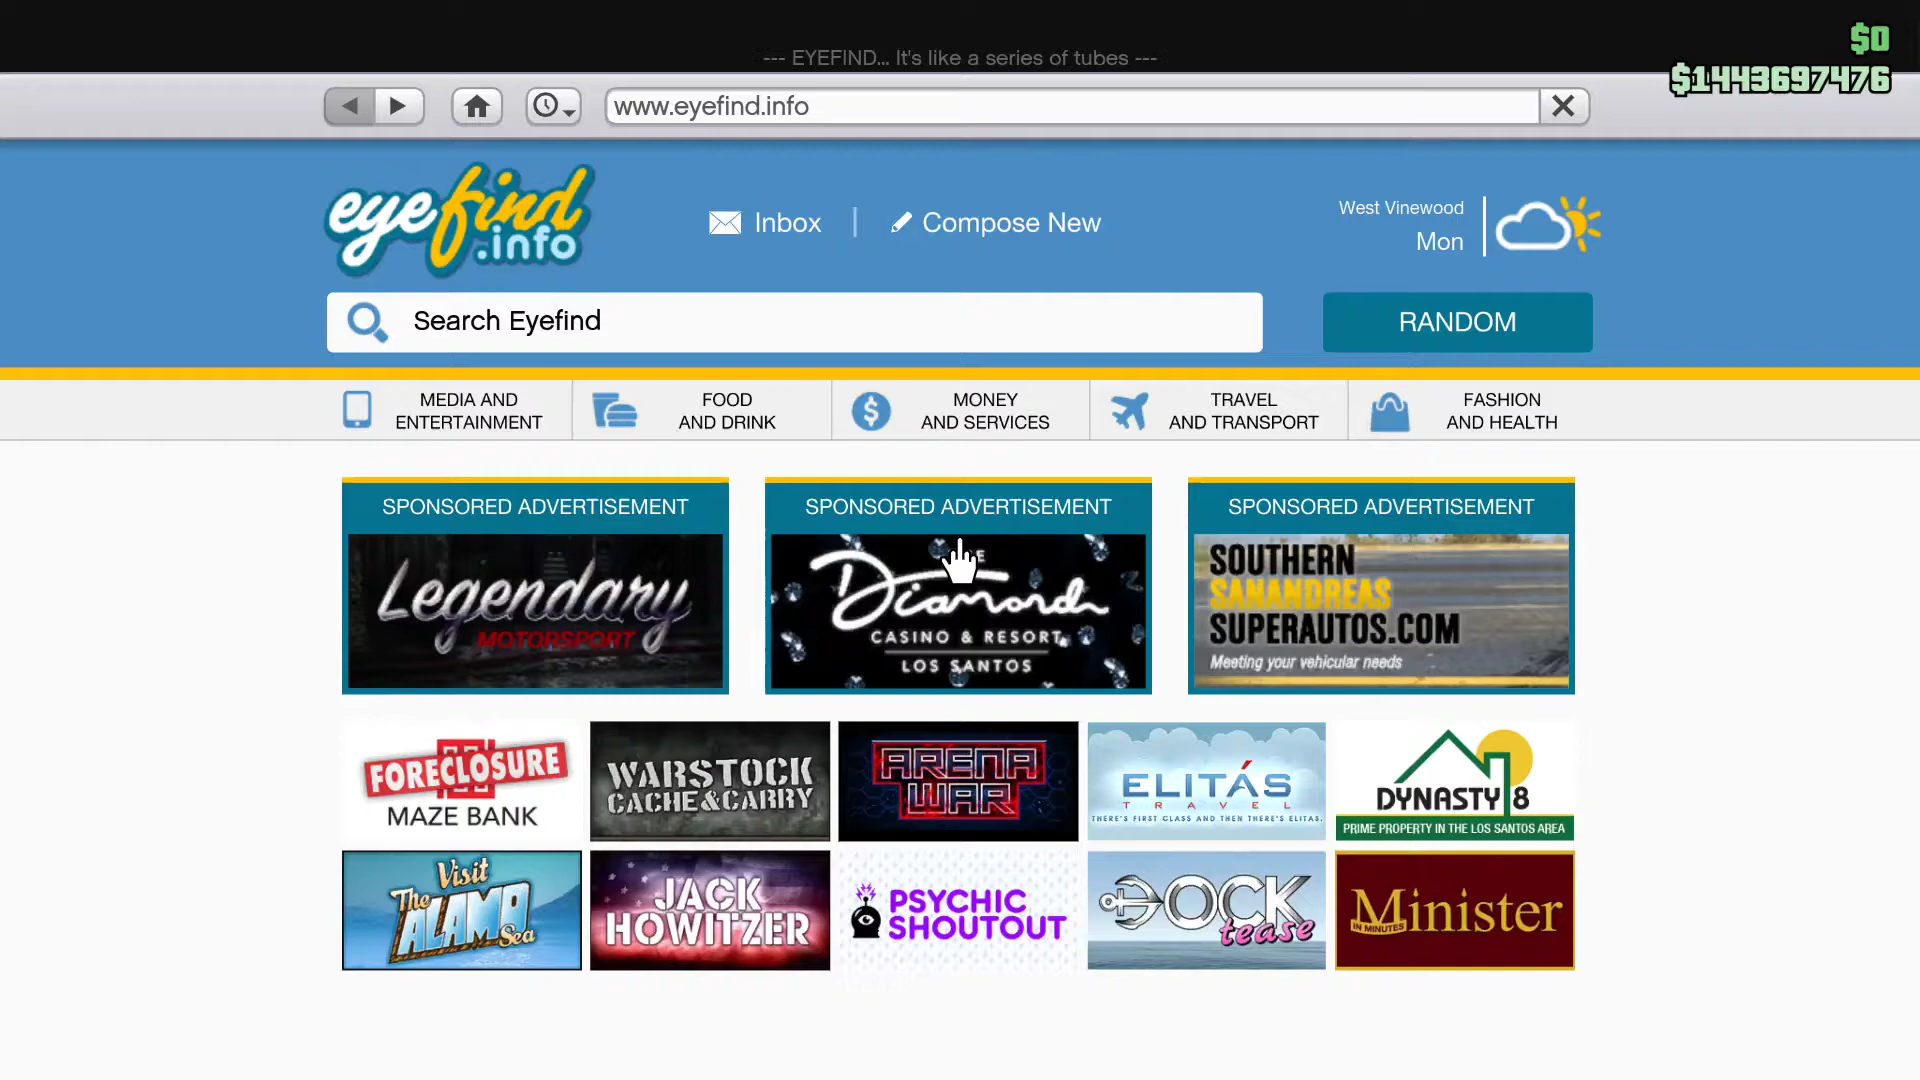 $0
--- EYEFIND... It's like a series of tubes ---
$1443697476
www.eyefind.info
eyefind
.info
Inbox
Compose New
West Vinewood
Mon
Search Eyefind
RANDOM
MEDIA AND
ENTERTAINMENT
FOOD
AND DRINK
MONEY
AND SERVICES
TRAVEL
AND TRANSPORT
FASHION
AND HEALTH
SPONSORED ADVERTISEMENT
Legendary
MOTORSPORT
SPONSORED ADVERTISEMENT
Diamond
CASINO & RESORT
LOS SANTOS
SPONSORED ADVERTISEMENT
SOUTHERN
SANANDREAS
SUPERAUTOS.COM
Meeting your vehicular needs
FORECLOSURE
MAZE BANK
WARSTOCK
CACHE&CARRY
ARENA
WAR
ELITÁS
TRAVEL
THERE'S FIRST CLASS AND THEN THERE'S ELITAS.
DYNASTY 8
PRIME PROPERTY IN THE LOS SANTOS AREA
Visit
The
ALAMO
Sea
JACK
HOWITZER
PSYCHIC
SHOUTOUT
DOCK
tease
Minister
IN MINUTES